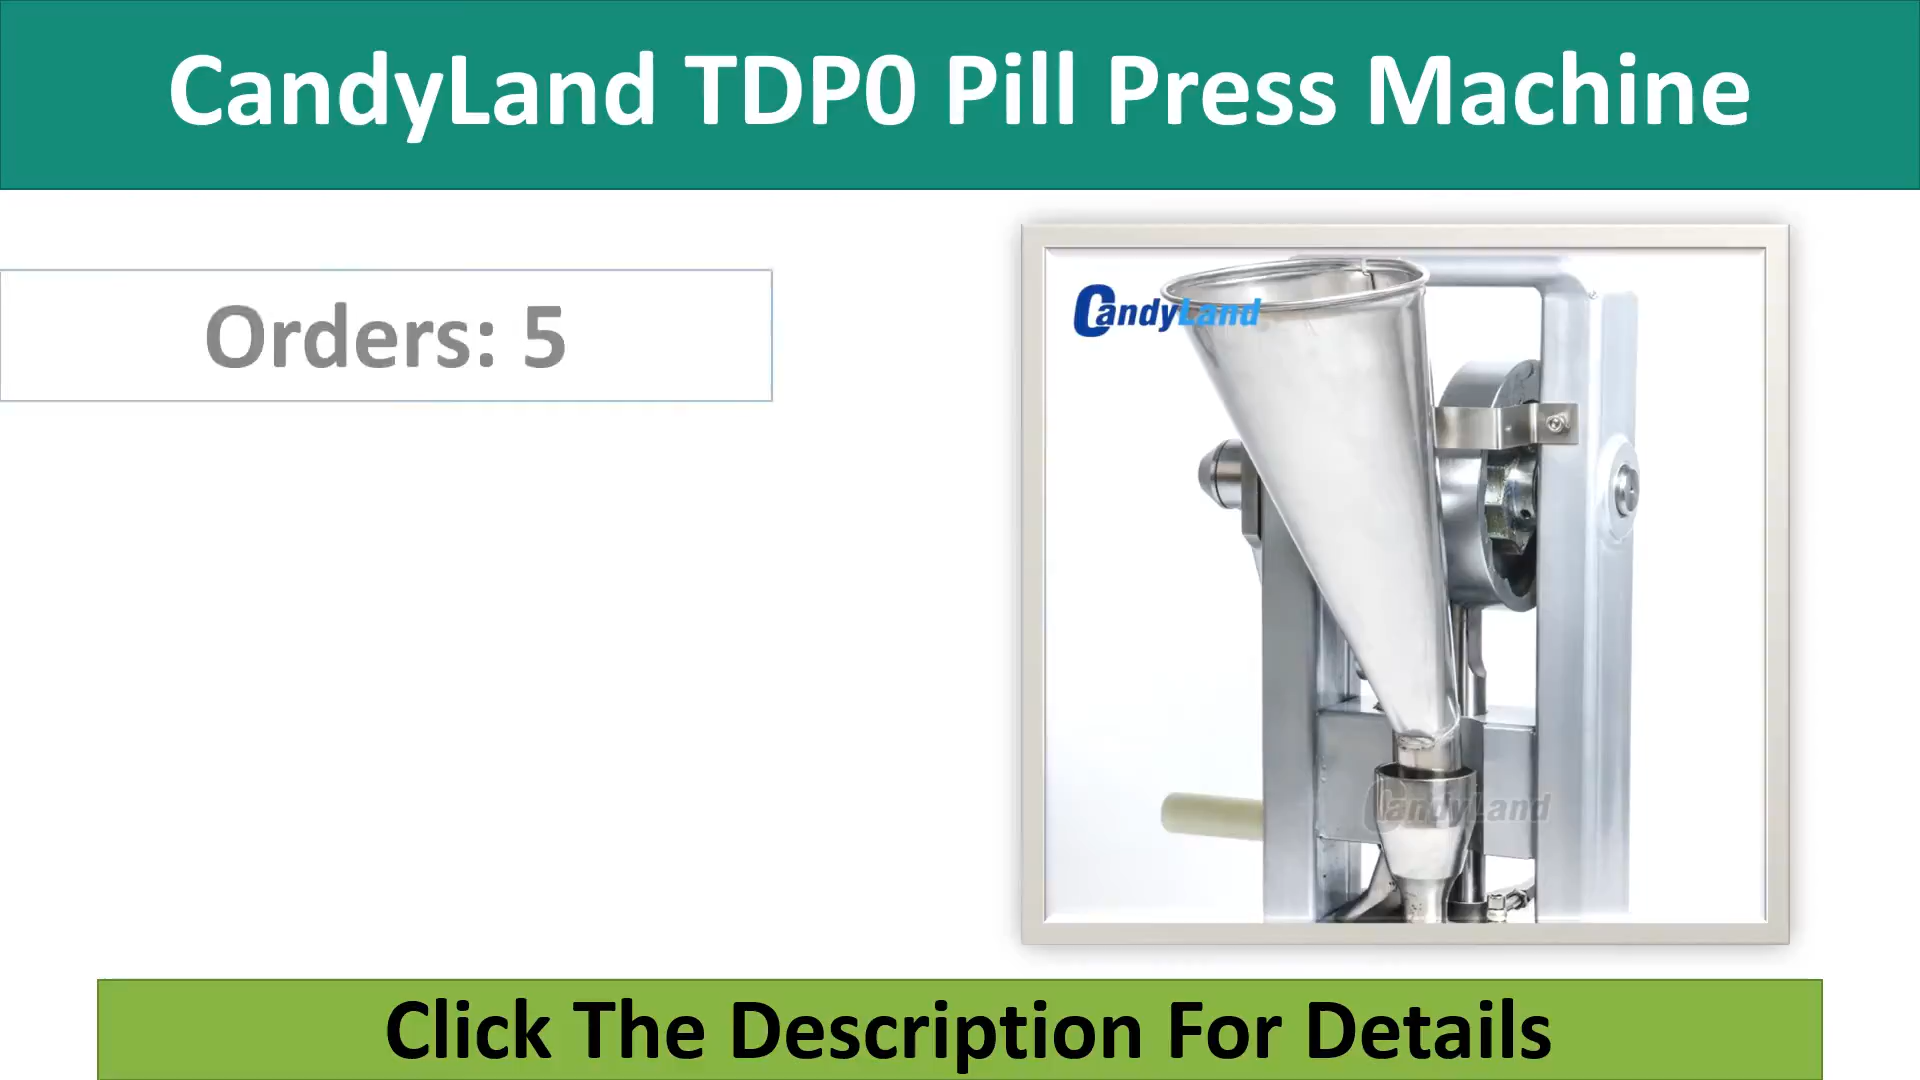 CandyLand TDP0 Pill Press Machine
Orders: 5
CandyLand
CandyLand
Click The Description For Details